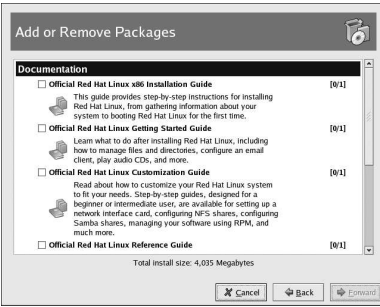 Add or Remove Packages
Documentation
Official Red Hat Linux x86 Installation Guide [0/1]
This guide provides step-by-step instructions for installing
Red Hat Linux, from gathering information about your
system to booting Red Hat Linux for the first time.
Official Red Hat Linux Getting Started Guide [0/1]
Learn what to do after installing Red Hat Linux, including
how to manage files and directories, configure an email
client, play audio CDs, and more.
Official Red Hat Linux Customization Guide [0/1]
Read about how to customize your Red Hat Linux system
to fit your needs. Step-by-step guides, designed for a
beginner or intermediate user, are available for setting up a
network interface card, configuring NFS shares, configuring
Samba shares, managing your software using RPM, and
much more.
Official Red Hat Linux Reference Guide [0/1]
Total install size: 4,035 Megabytes
Cancel Back Forward